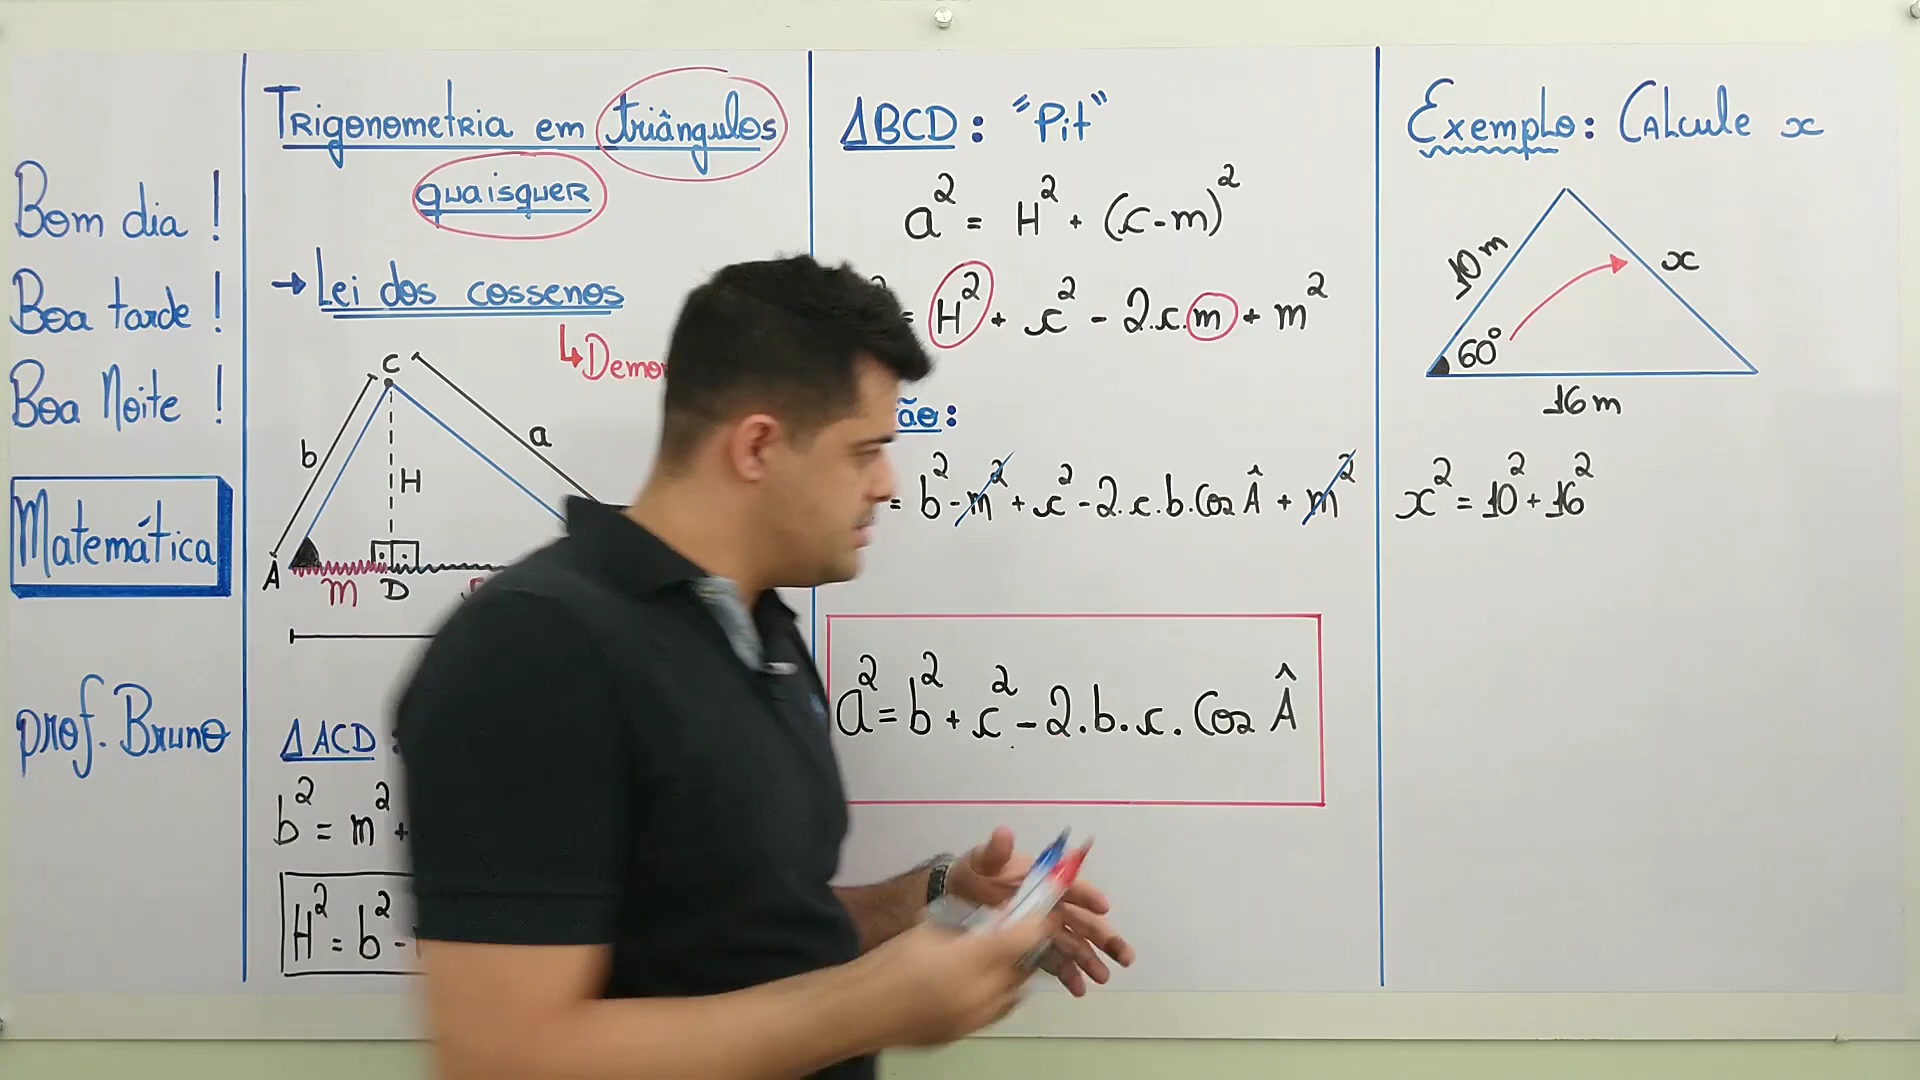 Bom dia !
Boa tarde !
Boa Noite !
Matemática
prof. Bruno
Trigonometria em triângulos
quaisquer
→ Lei dos cossenos
C
b
a
H
A
m
D
ΔACD :
b² = m² +
H² = b² -
ΔBCD : "Pit"
a² = H² + (c-m)²
= H² + c² - 2.c.m + m²
= b² - m² + c² - 2.c.b.Cos Â + m²
a² = b² + c² - 2.b.c. Cos Â
Exemplo: Calcule x
10 m
x
60°
16 m
x² = 10² + 16²